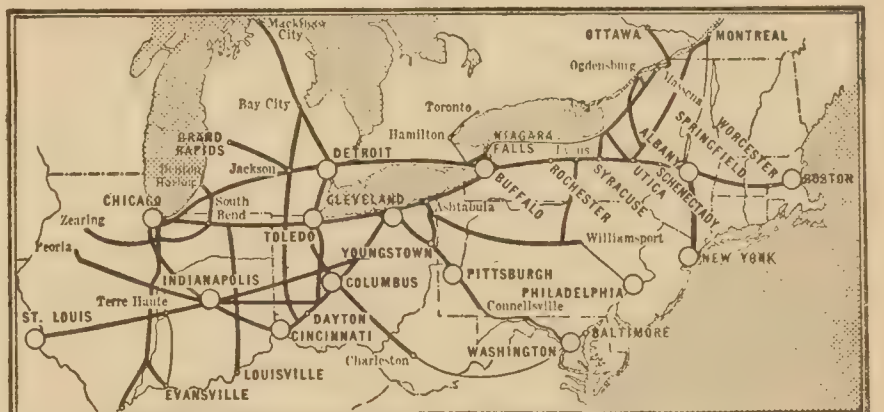 Mackinaw
City
OTTAWA
MONTREAL
Ogdensburg
Massena
Bay City
Toronto
Hamilton
NIAGARA
FALLS
GRAND
RAPIDS
Benton
Harbor
Jackson
DETROIT
Lyons
ALBANY
SPRINGFIELD
WORCESTER
BOSTON
SCHENECTADY
UTICA
SYRACUSE
ROCHESTER
BUFFALO
CHICAGO
South
Bend
CLEVELAND
Ashtabula
Zearing
Peoria
TOLEDO
YOUNGSTOWN
Williamsport
NEW YORK
INDIANAPOLIS
COLUMBUS
PITTSBURGH
PHILADELPHIA
Terre Haute
ST. LOUIS
DAYTON
CINCINNATI
Connellsville
BALTIMORE
WASHINGTON
Charleston
LOUISVILLE
EVANSVILLE